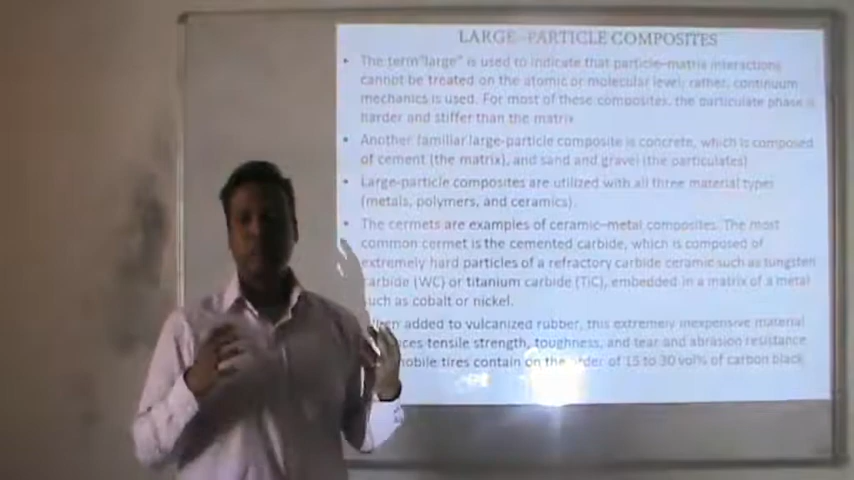 LARGE–PARTICLE COMPOSITES
• The term"large" is used to indicate that particle–matrix interactions
cannot be treated on the atomic or molecular level; rather, continuum
mechanics is used. For most of these composites, the particulate phase is
harder and stiffer than the matrix
• Another familiar large-particle composite is concrete, which is composed
of cement (the matrix), and sand and gravel (the particulates)
• Large-particle composites are utilized with all three material types
(metals, polymers, and ceramics).
• The cermets are examples of ceramic–metal composites. The most
common cermet is the cemented carbide, which is composed of
extremely hard particles of a refractory carbide ceramic such as tungsten
carbide (WC) or titanium carbide (TiC), embedded in a matrix of a metal
such as cobalt or nickel.
added to vulcanized rubber, this extremely inexpensive material
tensile strength, toughness, and tear and abrasion resistance
tires contain on the order of 15 to 30 vol% of carbon black